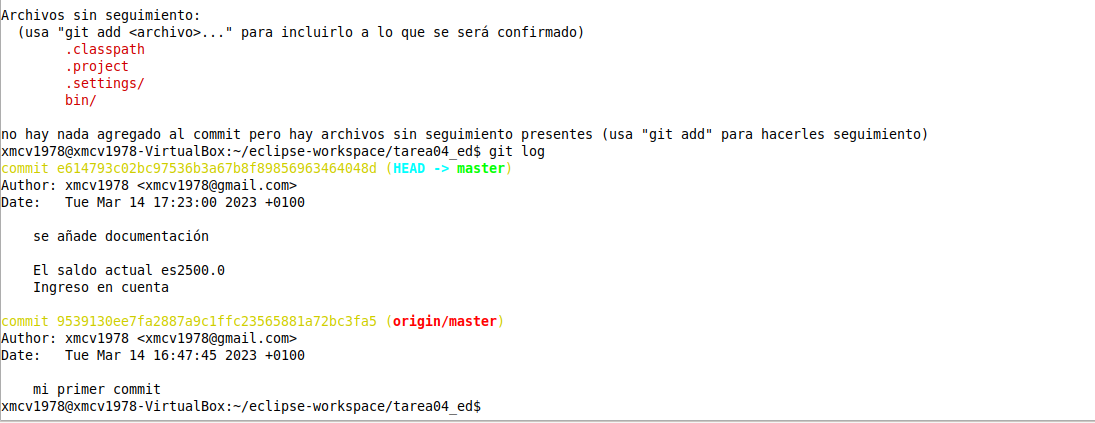 Archivos sin seguimiento:
(usa "git add <archivo>..." para incluirlo a lo que se será confirmado)
.classpath
.project
.settings/
bin/
no hay nada agregado al commit pero hay archivos sin seguimiento presentes (usa "git add" para hacerles seguimiento)
xmcv1978@xmcv1978-VirtualBox:~/eclipse-workspace/tarea04_ed$ git log
commit e614793c02bc97536b3a67b8f89856963464048d (HEAD -> master)
Author: xmcv1978 <xmcv1978@gmail.com>
Date:   Tue Mar 14 17:23:00 2023 +0100
se añade documentación
El saldo actual es2500.0
Ingreso en cuenta
commit 9539130ee7fa2887a9c1ffc23565881a72bc3fa5 (origin/master)
Author: xmcv1978 <xmcv1978@gmail.com>
Date:   Tue Mar 14 16:47:45 2023 +0100
mi primer commit
xmcv1978@xmcv1978-VirtualBox:~/eclipse-workspace/tarea04_ed$